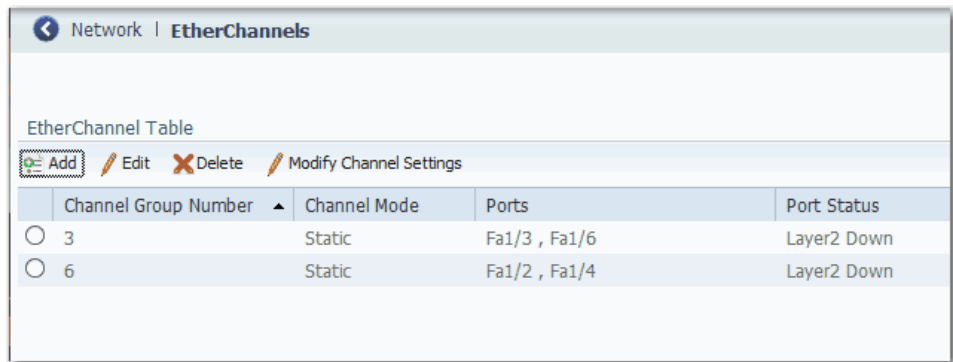 Network | EtherChannels
EtherChannel Table
Add Edit Delete Modify Channel Settings
Channel Group Number Channel Mode Ports Port Status
3 Static Fa1/3 , Fa1/6 Layer2 Down
6 Static Fa1/2 , Fa1/4 Layer2 Down